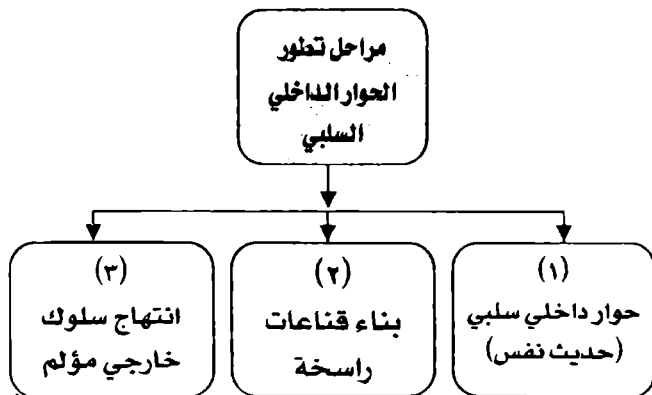 مراحل تطور
الحوار الداخلي
السلبي
(١)
حوار داخلي سلبي
(حديث نفس)
(٢)
بناء قناعات
راسخة
(٣)
انتهاج سلوك
خارجي مؤلم